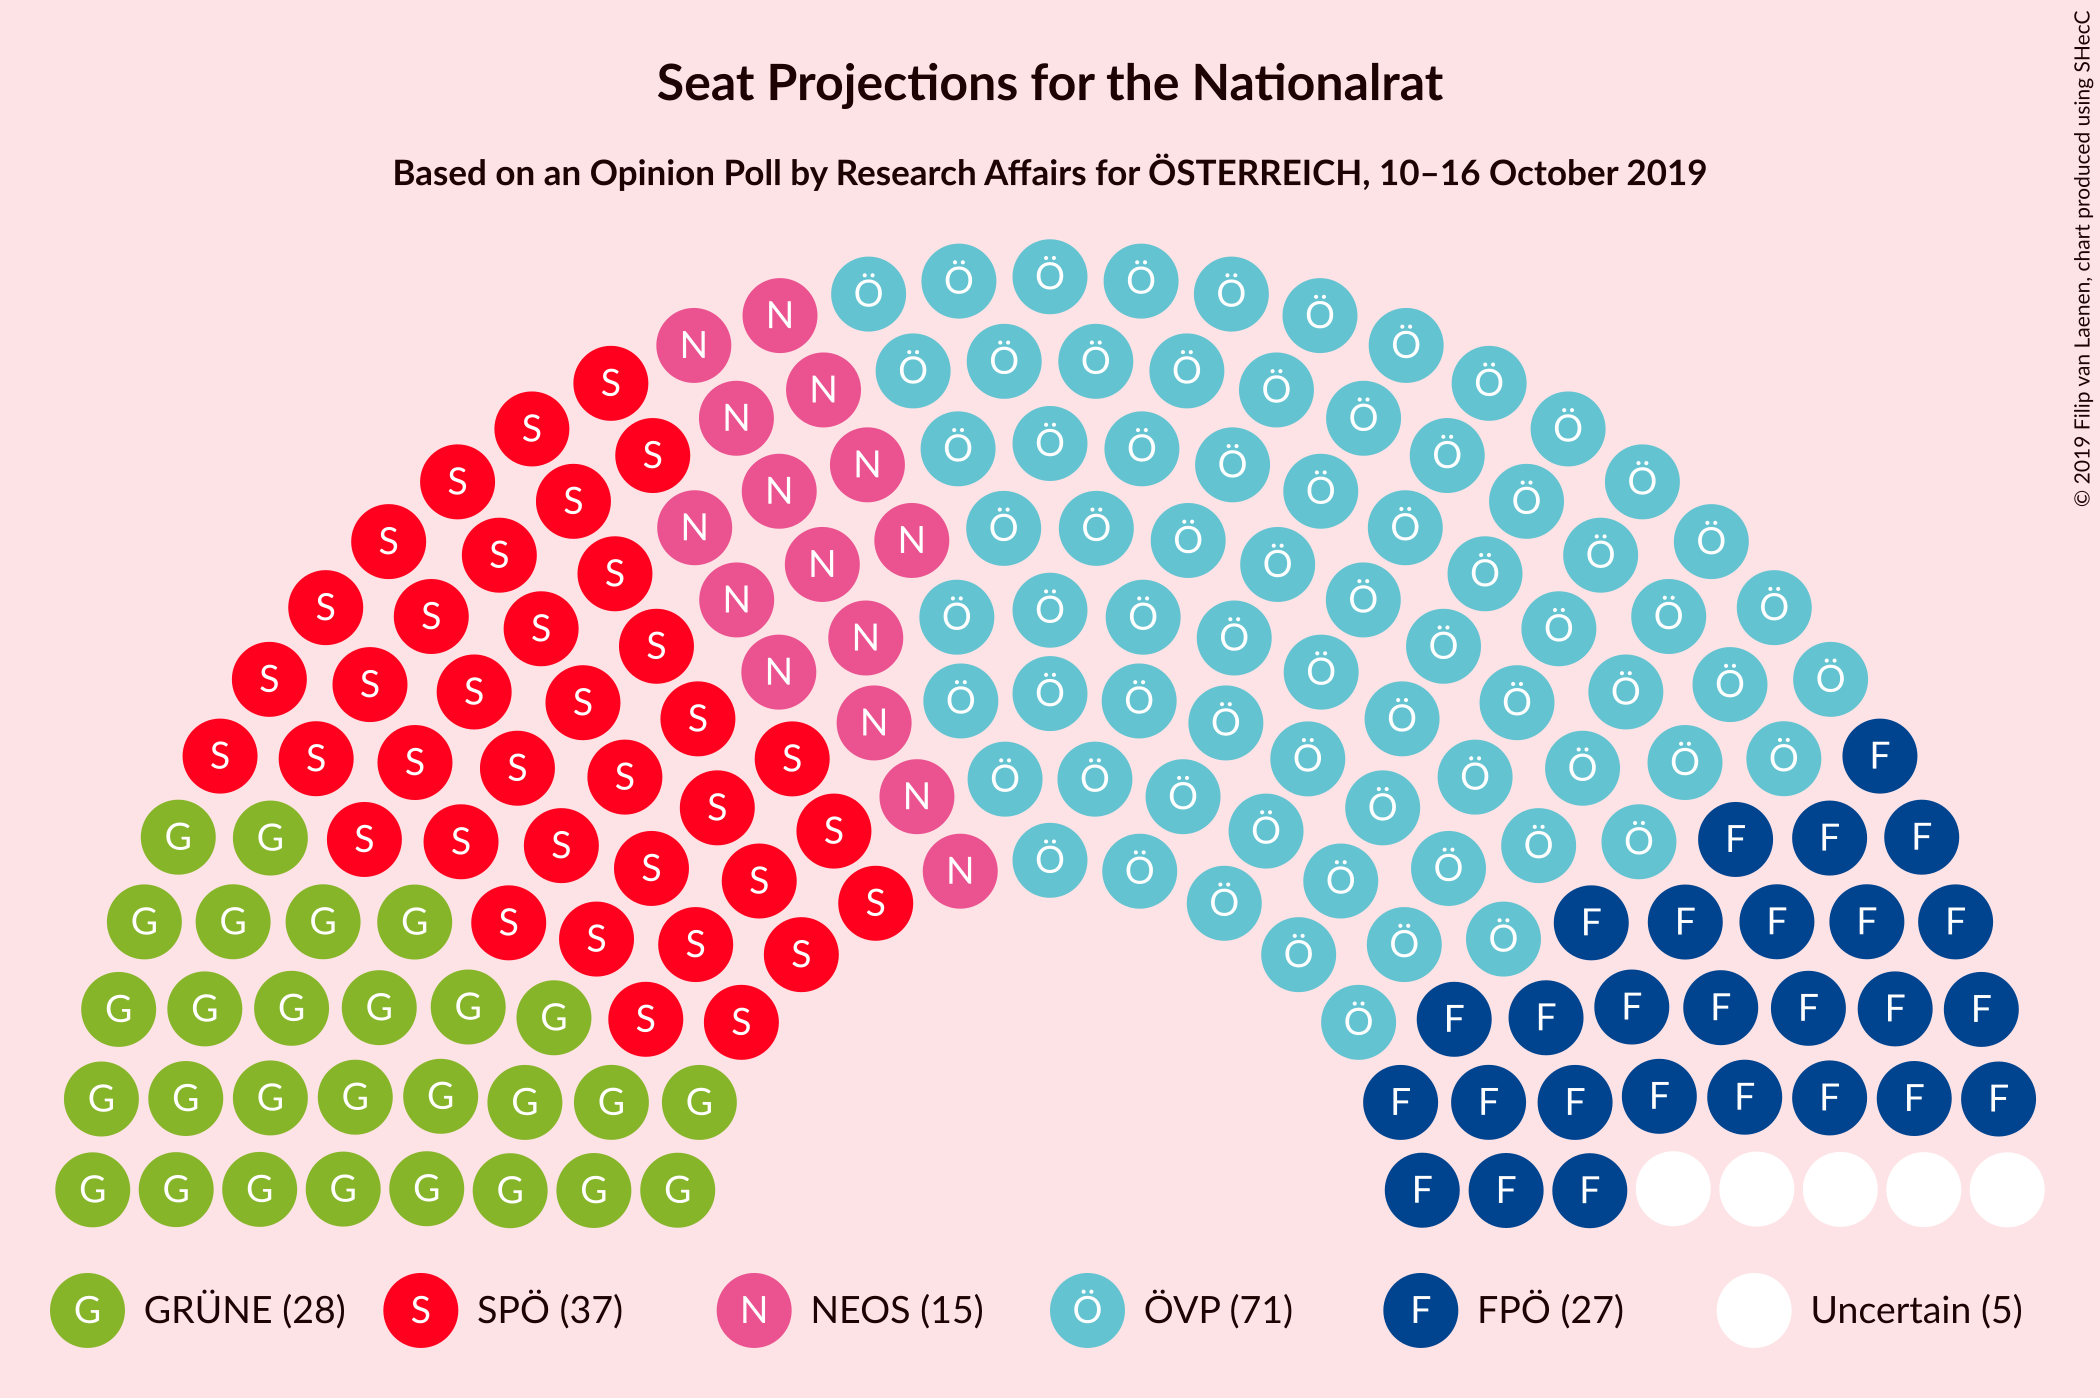 Seat Projections for the Nationalrat
Based on an Opinion Poll by Research Affairs for ÖSTERREICH, 10–16 October 2019
© 2019 Filip van Laenen, chart produced using SHecC
Ö Ö Ö Ö Ö
N N Ö Ö
N Ö Ö Ö Ö Ö Ö
S N Ö Ö Ö
S S N Ö Ö Ö Ö Ö Ö
S S N N Ö Ö Ö Ö
S S S N N N Ö Ö Ö Ö Ö Ö Ö
S S S N N Ö Ö Ö Ö Ö Ö
S S S S N N Ö Ö Ö Ö Ö Ö Ö Ö Ö
S S S S S S N Ö Ö Ö Ö Ö Ö Ö Ö Ö Ö Ö
S S S S S S S N Ö Ö Ö Ö Ö Ö Ö Ö F
G G S S S S S S Ö Ö Ö Ö F F F
G G G G S S S S S N Ö Ö Ö Ö Ö F F F F F
G G G G G G S S S S Ö Ö Ö Ö F F F F F F F
G G G G G G G G F F F F F F F F
G G G G G G G G F F F
G GRÜNE (28) S SPÖ (37) N NEOS (15) Ö ÖVP (71) F FPÖ (27) Uncertain (5)